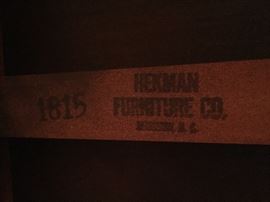 1815
HEKMAN
FURNITURE CO.
N. C.